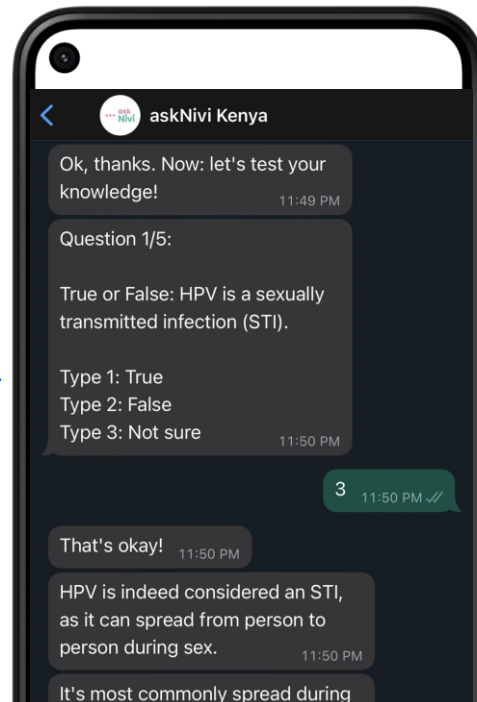 ask
Nivi
askNivi Kenya
Ok, thanks. Now: let's test your
knowledge!
11:49 PM
Question 1/5:
True or False: HPV is a sexually
transmitted infection (STI).
Type 1: True
Type 2: False
Type 3: Not sure
11:50 PM
3
11:50 PM
That's okay!
11:50 PM
HPV is indeed considered an STI,
as it can spread from person to
person during sex.
11:50 PM
It's most commonly spread during